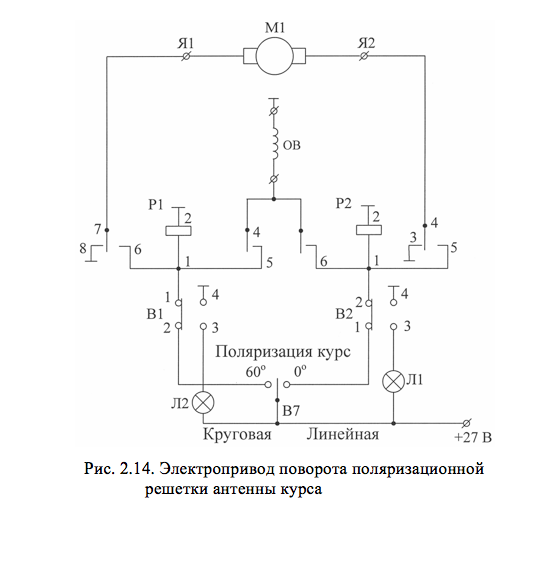 М1
Я1
Я2
ОВ
Р1
2
Р2
2
7
8
6
1
4
5
6
1
4
3
5
1
В1
2
4
3
2
В2
1
4
3
Поляризация курс
60° 0°
Л2
Л1
В7
Круговая Линейная
+27 В
Рис. 2.14. Электропривод поворота поляризационной
решетки антенны курса